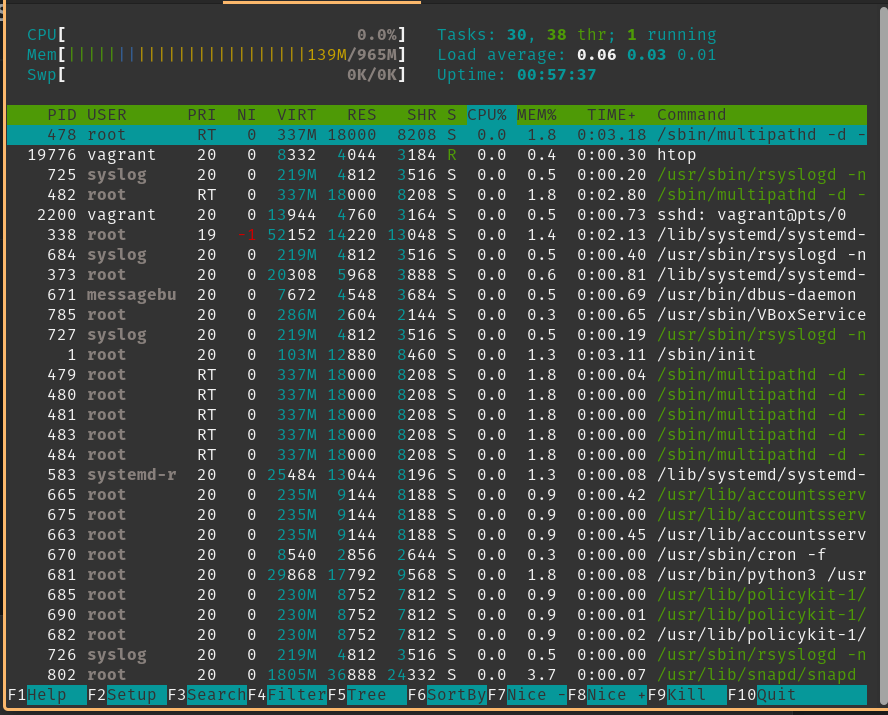 CPU[ 0.0%] Tasks: 30, 38 thr; 1 running
Mem[||||||||||||||||||||||||139M/965M] Load average: 0.06 0.03 0.01
Swp[ 0K/0K] Uptime: 00:57:37
PID USER PRI NI VIRT RES SHR S CPU% MEM% TIME+ Command
478 root RT 0 337M 18000 8208 S 0.0 1.8 0:03.18 /sbin/multipathd -d -
19776 vagrant 20 0 8332 4044 3184 R 0.0 0.4 0:00.30 htop
725 syslog 20 0 219M 4812 3516 S 0.0 0.5 0:00.20 /usr/sbin/rsyslogd -n
482 root RT 0 337M 18000 8208 S 0.0 1.8 0:02.80 /sbin/multipathd -d -
2200 vagrant 20 0 13944 4760 3164 S 0.0 0.5 0:00.73 sshd: vagrant@pts/0
338 root 19 -1 52152 14220 13048 S 0.0 1.4 0:02.13 /lib/systemd/systemd-
684 syslog 20 0 219M 4812 3516 S 0.0 0.5 0:00.40 /usr/sbin/rsyslogd -n
373 root 20 0 20308 5968 3888 S 0.0 0.6 0:00.81 /lib/systemd/systemd-
671 messagebu 20 0 7672 4548 3684 S 0.0 0.5 0:00.69 /usr/bin/dbus-daemon
785 root 20 0 286M 2604 2144 S 0.0 0.3 0:00.65 /usr/sbin/VBoxService
727 syslog 20 0 219M 4812 3516 S 0.0 0.5 0:00.19 /usr/sbin/rsyslogd -n
1 root 20 0 103M 12880 8460 S 0.0 1.3 0:03.11 /sbin/init
479 root RT 0 337M 18000 8208 S 0.0 1.8 0:00.04 /sbin/multipathd -d -
480 root RT 0 337M 18000 8208 S 0.0 1.8 0:00.00 /sbin/multipathd -d -
481 root RT 0 337M 18000 8208 S 0.0 1.8 0:00.00 /sbin/multipathd -d -
483 root RT 0 337M 18000 8208 S 0.0 1.8 0:00.00 /sbin/multipathd -d -
484 root RT 0 337M 18000 8208 S 0.0 1.8 0:00.00 /sbin/multipathd -d -
583 systemd-r 20 0 25484 13044 8196 S 0.0 1.3 0:00.08 /lib/systemd/systemd-
665 root 20 0 235M 9144 8188 S 0.0 0.9 0:00.42 /usr/lib/accountsserv
675 root 20 0 235M 9144 8188 S 0.0 0.9 0:00.00 /usr/lib/accountsserv
663 root 20 0 235M 9144 8188 S 0.0 0.9 0:00.45 /usr/lib/accountsserv
670 root 20 0 8540 2856 2644 S 0.0 0.3 0:00.00 /usr/sbin/cron -f
681 root 20 0 29868 17792 9568 S 0.0 1.8 0:00.08 /usr/bin/python3 /usr
685 root 20 0 230M 8752 7812 S 0.0 0.9 0:00.00 /usr/lib/policykit-1/
690 root 20 0 230M 8752 7812 S 0.0 0.9 0:00.01 /usr/lib/policykit-1/
682 root 20 0 230M 8752 7812 S 0.0 0.9 0:00.02 /usr/lib/policykit-1/
726 syslog 20 0 219M 4812 3516 S 0.0 0.5 0:00.00 /usr/sbin/rsyslogd -n
802 root 20 0 1805M 36888 24332 S 0.0 3.7 0:00.07 /usr/lib/snapd/snapd
F1Help F2Setup F3SearchF4FilterF5Tree F6SortByF7Nice -F8Nice +F9Kill F10Quit